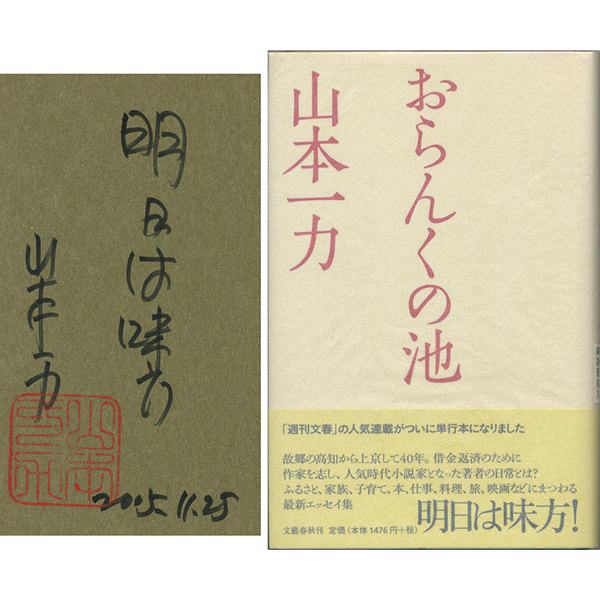 明日は味方
山本一力
2005.11.25
おらんくの池
山本一力
「週刊文春」の人気連載がついに単行本になりました
故郷の高知から上京して40年。借金返済のために
作家を志し、人気時代小説家となった著者の日常とは?
ふるさと、家族、子育て、本、仕事、料理、旅、映画などにまつわる
最新エッセイ集
明日は味方!
文藝春秋刊 定価(本体1476円+税)